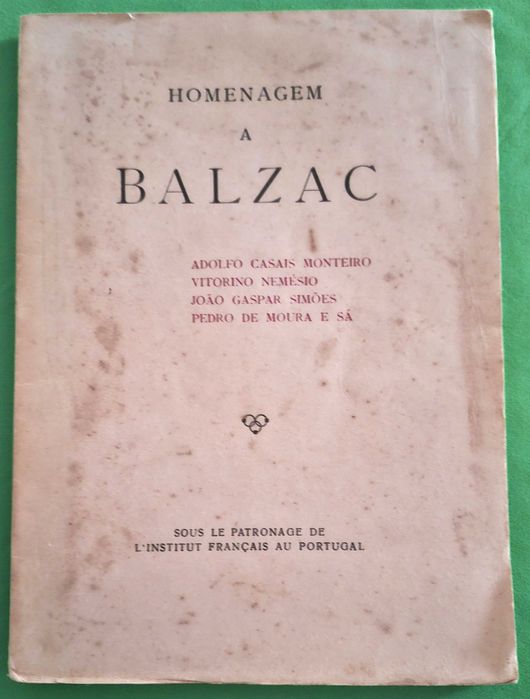 HOMENAGEM
A
BALZAC
ADOLFO CASAIS MONTEIRO
VITORINO NEMÉSIO
JOÃO GASPAR SIMÕES
PEDRO DE MOURA E SÁ
SOUS LE PATRONAGE DE
L'INSTITUT FRANÇAIS AU PORTUGAL